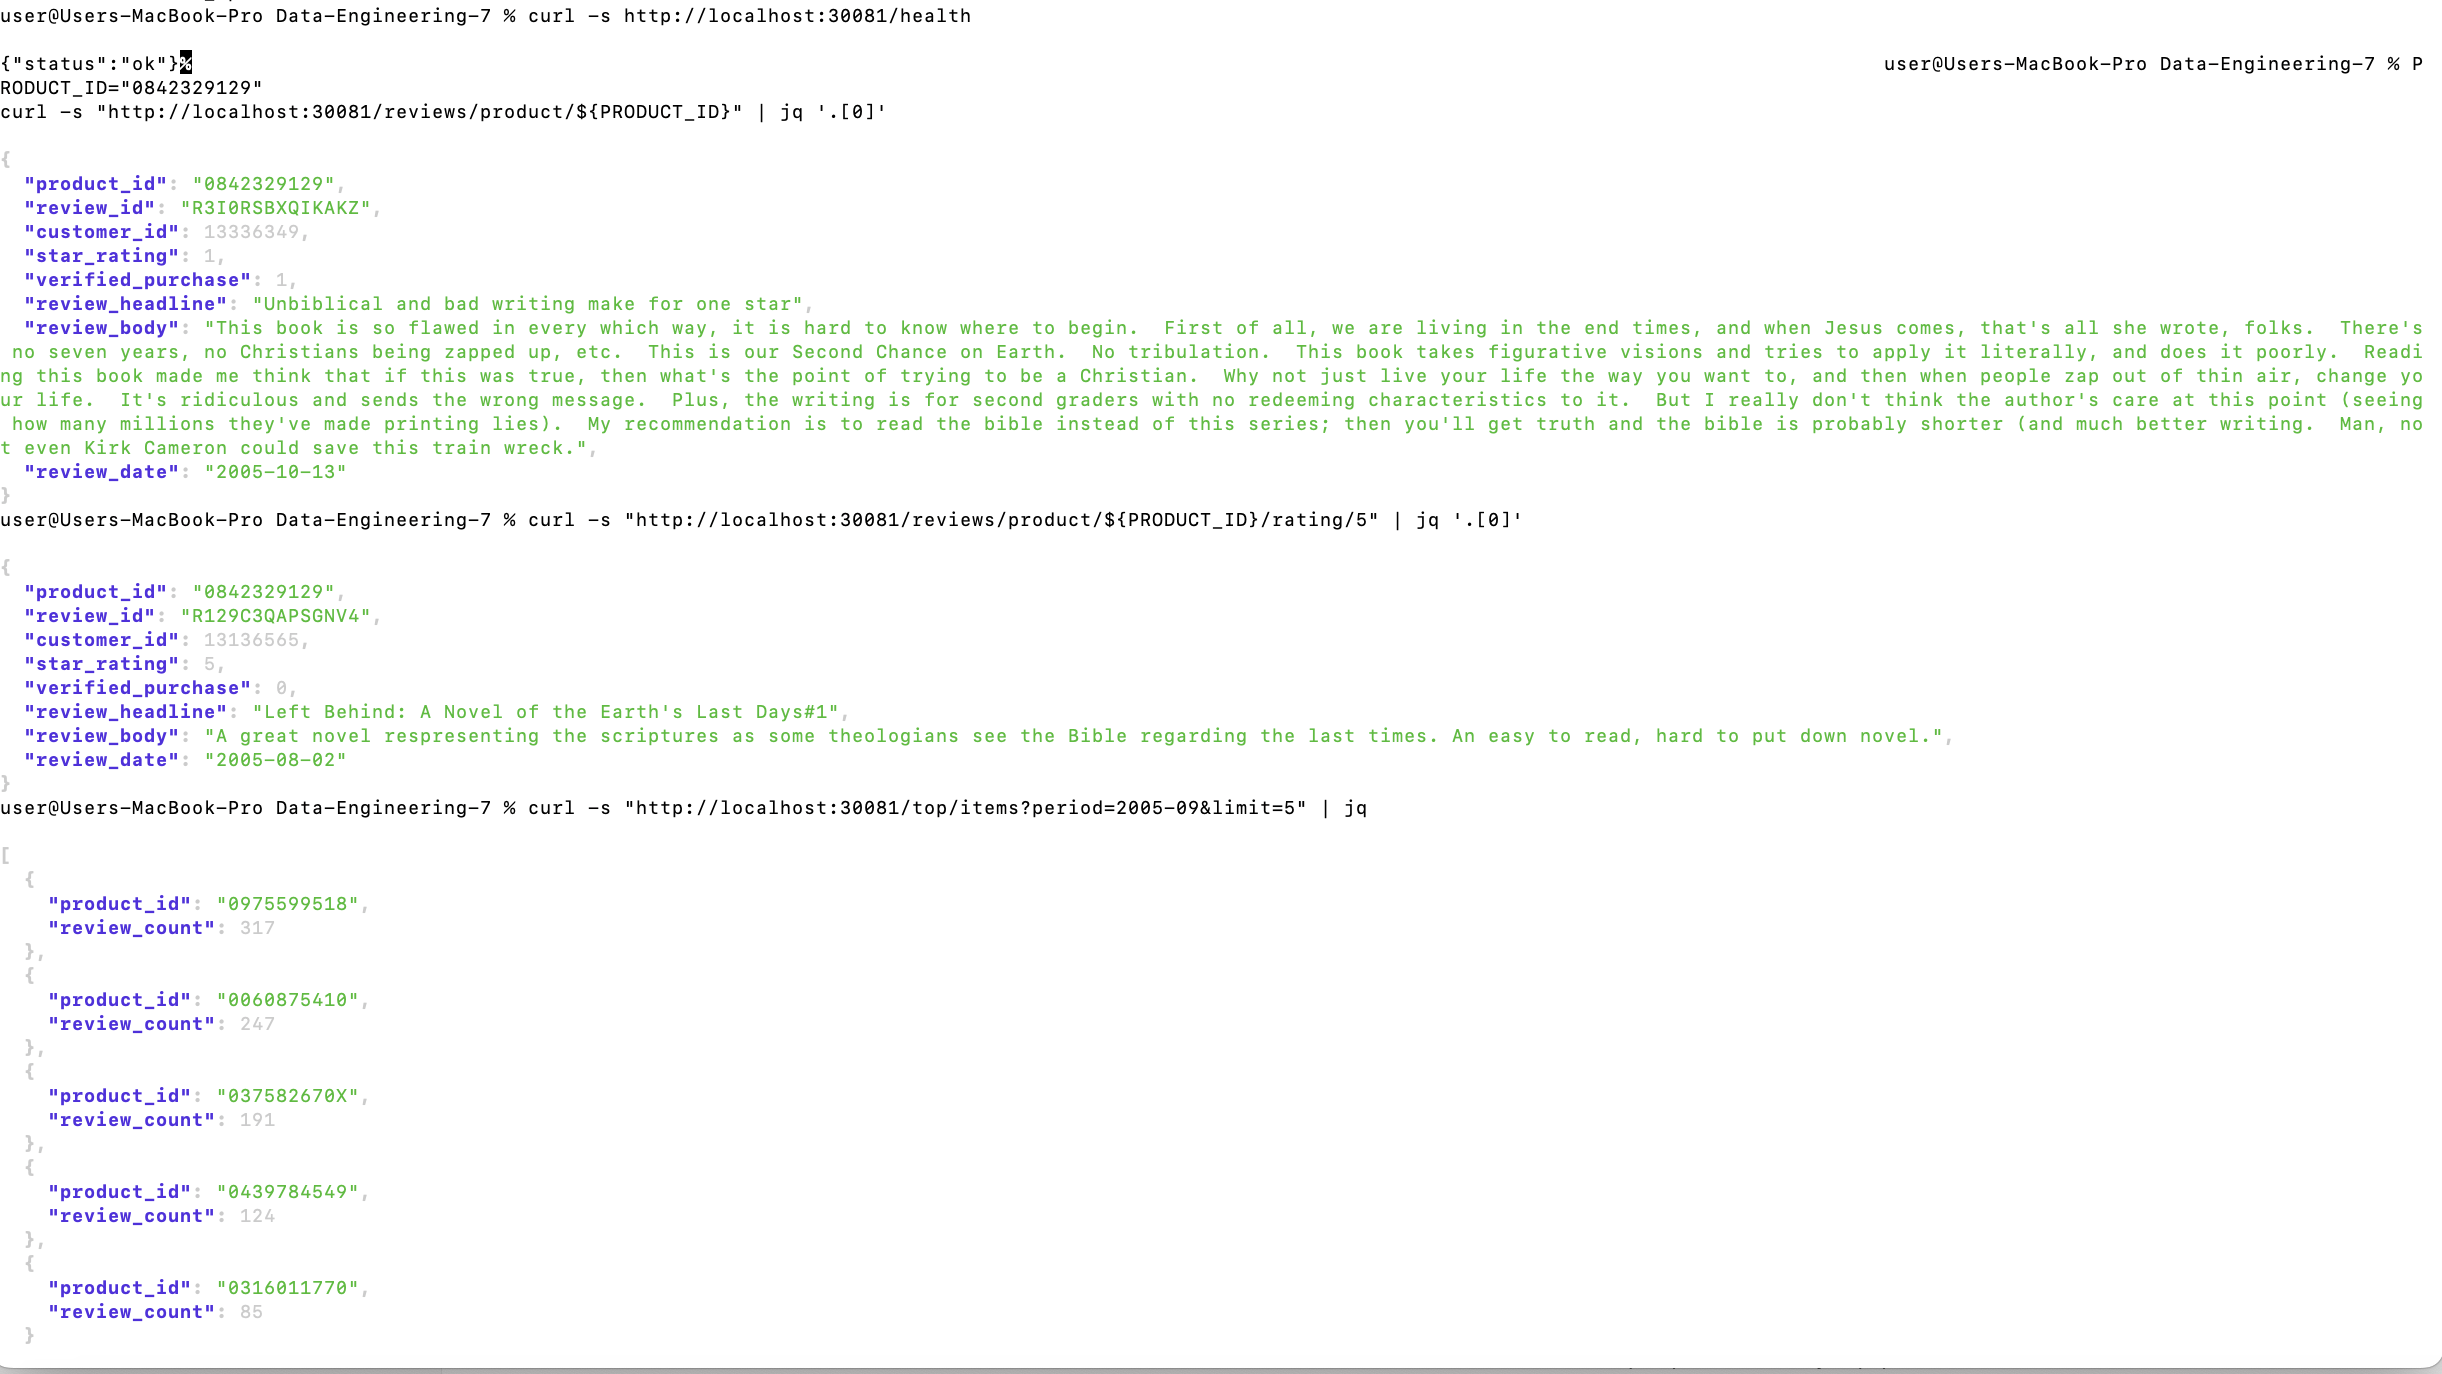 user@Users-MacBook-Pro Data-Engineering-7 % curl -s http://localhost:30081/health
{"status":"ok"}% user@Users-MacBook-Pro Data-Engineering-7 % P
RODUCT_ID="0842329129"
curl -s "http://localhost:30081/reviews/product/${PRODUCT_ID}" | jq '.[0]'
{
"product_id": "0842329129",
"review_id": "R3I0RSBXQIKAKZ",
"customer_id": 13336349,
"star_rating": 1,
"verified_purchase": 1,
"review_headline": "Unbiblical and bad writing make for one star",
"review_body": "This book is so flawed in every which way, it is hard to know where to begin.  First of all, we are living in the end times, and when Jesus comes, that's all she wrote, folks.  There's
no seven years, no Christians being zapped up, etc.  This is our Second Chance on Earth.  No tribulation.  This book takes figurative visions and tries to apply it literally, and does it poorly.  Readi
ng this book made me think that if this was true, then what's the point of trying to be a Christian.  Why not just live your life the way you want to, and then when people zap out of thin air, change yo
ur life.  It's ridiculous and sends the wrong message.  Plus, the writing is for second graders with no redeeming characteristics to it.  But I really don't think the author's care at this point (seeing
how many millions they've made printing lies).  My recommendation is to read the bible instead of this series; then you'll get truth and the bible is probably shorter (and much better writing.  Man, no
t even Kirk Cameron could save this train wreck.",
"review_date": "2005-10-13"
}
user@Users-MacBook-Pro Data-Engineering-7 % curl -s "http://localhost:30081/reviews/product/${PRODUCT_ID}/rating/5" | jq '.[0]'
{
"product_id": "0842329129",
"review_id": "R129C3QAPSGNV4",
"customer_id": 13136565,
"star_rating": 5,
"verified_purchase": 0,
"review_headline": "Left Behind: A Novel of the Earth's Last Days#1",
"review_body": "A great novel respresenting the scriptures as some theologians see the Bible regarding the last times. An easy to read, hard to put down novel.",
"review_date": "2005-08-02"
}
user@Users-MacBook-Pro Data-Engineering-7 % curl -s "http://localhost:30081/top/items?period=2005-09&limit=5" | jq
[
{
"product_id": "0975599518",
"review_count": 317
},
{
"product_id": "0060875410",
"review_count": 247
},
{
"product_id": "037582670X",
"review_count": 191
},
{
"product_id": "0439784549",
"review_count": 124
},
{
"product_id": "0316011770",
"review_count": 85
}